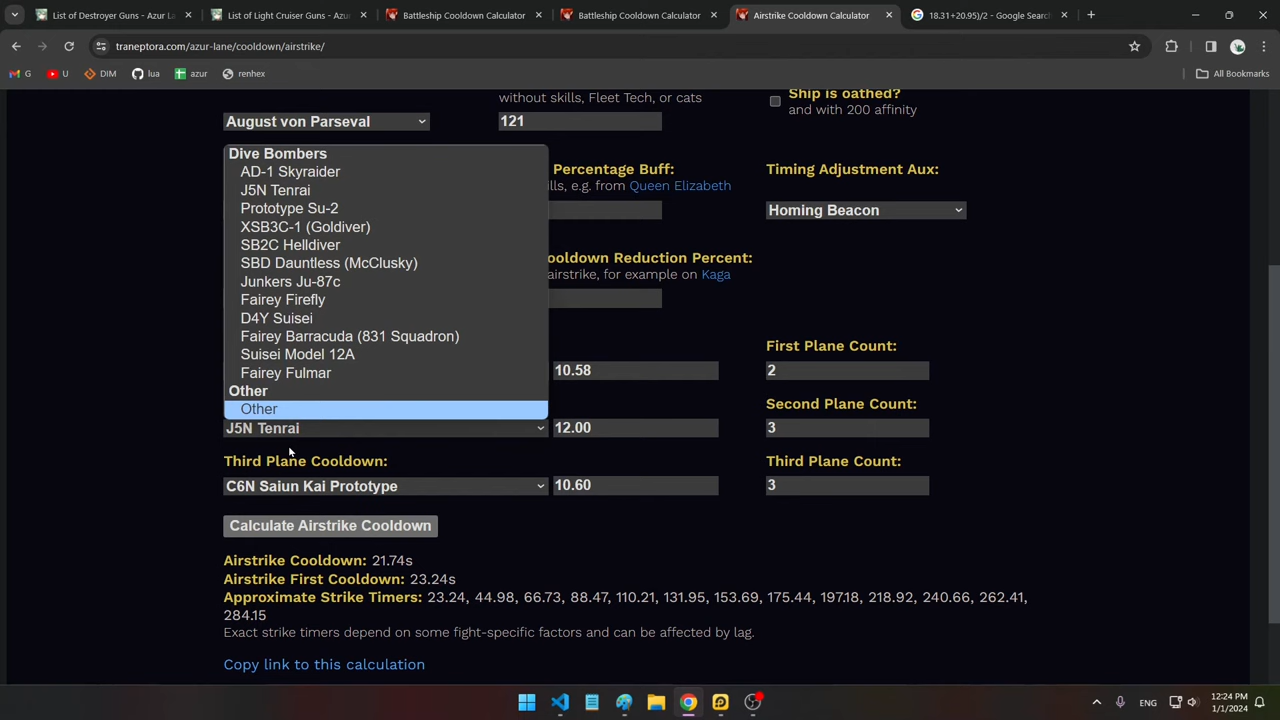 List of Destroyer Guns - Azur La
List of Light Cruiser Guns - Azu
Battleship Cooldown Calculator
Battleship Cooldown Calculator
Airstrike Cooldown Calculator
18.31+20.95)/2 - Google Search
traneptora.com/azur-lane/cooldown/airstrike/
G
U
DIM
lua
azur
renhex
All Bookmarks
without skills, Fleet Tech, or cats
Ship is oathed?
and with 200 affinity
August von Parseval
121
Dive Bombers
AD-1 Skyraider
J5N Tenrai
Prototype Su-2
XSB3C-1 (Goldiver)
SB2C Helldiver
SBD Dauntless (McClusky)
Junkers Ju-87c
Fairey Firefly
D4Y Suisei
Fairey Barracuda (831 Squadron)
Suisei Model 12A
Fairey Fulmar
Other
Other
Percentage Buff:
lls, e.g. from Queen Elizabeth
Timing Adjustment Aux:
Homing Beacon
ooldown Reduction Percent:
airstrike, for example on Kaga
First Plane Count:
10.58
2
Second Plane Count:
J5N Tenrai
12.00
3
Third Plane Cooldown:
Third Plane Count:
C6N Saiun Kai Prototype
10.60
3
Calculate Airstrike Cooldown
Airstrike Cooldown: 21.74s
Airstrike First Cooldown: 23.24s
Approximate Strike Timers: 23.24, 44.98, 66.73, 88.47, 110.21, 131.95, 153.69, 175.44, 197.18, 218.92, 240.66, 262.41,
284.15
Exact strike timers depend on some fight-specific factors and can be affected by lag.
Copy link to this calculation
ENG
12:24 PM
1/1/2024